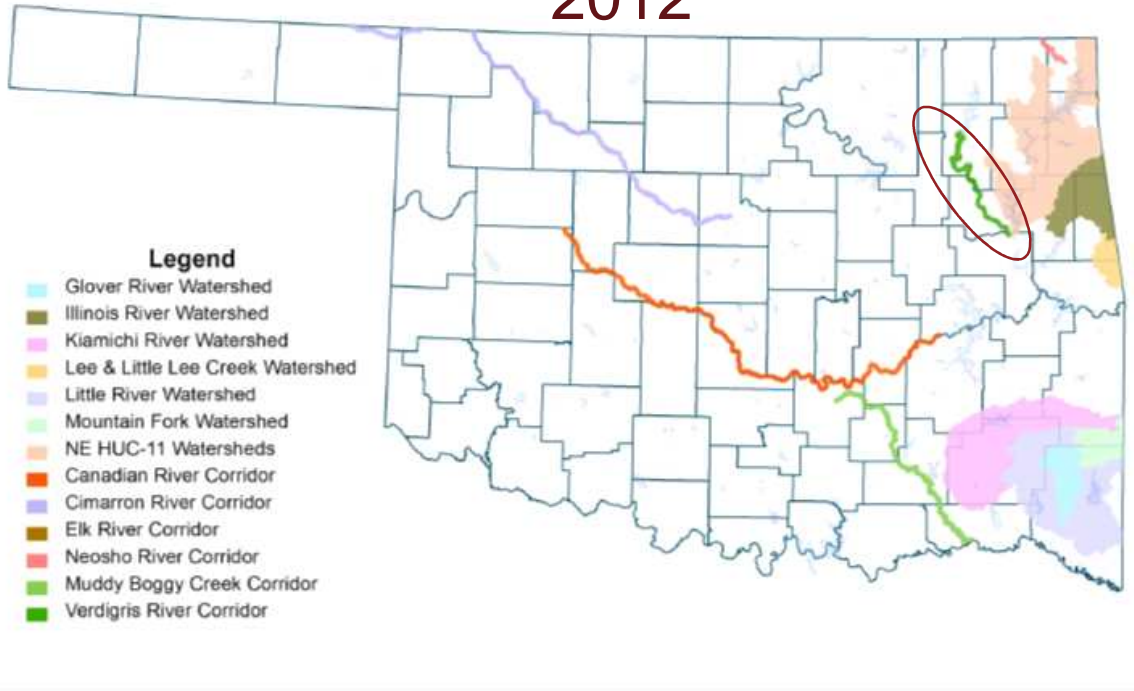 2012
Legend
Glover River Watershed
Illinois River Watershed
Kiamichi River Watershed
Lee & Little Lee Creek Watershed
Little River Watershed
Mountain Fork Watershed
NE HUC-11 Watersheds
Canadian River Corridor
Cimarron River Corridor
Elk River Corridor
Neosho River Corridor
Muddy Boggy Creek Corridor
Verdigris River Corridor